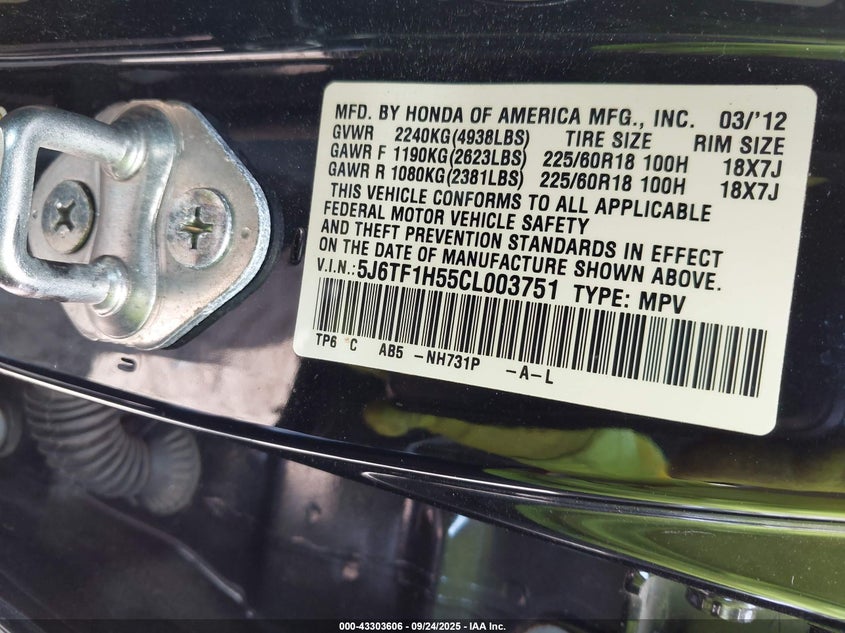 MFD. BY HONDA OF AMERICA MFG., INC. 03/'12
GVWR 2240KG(4938LBS) TIRE SIZE RIM SIZE
GAWR F 1190KG(2623LBS) 225/60R18 100H 18X7J
GAWR R 1080KG(2381LBS) 225/60R18 100H 18X7J
THIS VEHICLE CONFORMS TO ALL APPLICABLE
FEDERAL MOTOR VEHICLE SAFETY
AND THEFT PREVENTION STANDARDS IN EFFECT
ON THE DATE OF MANUFACTURE SHOWN ABOVE.
V.I.N.:5J6TF1H55CL003751 TYPE: MPV
TP6 C AB5 -NH731P -A-L
000-43303606 - 09/24/2025 - IAA Inc.